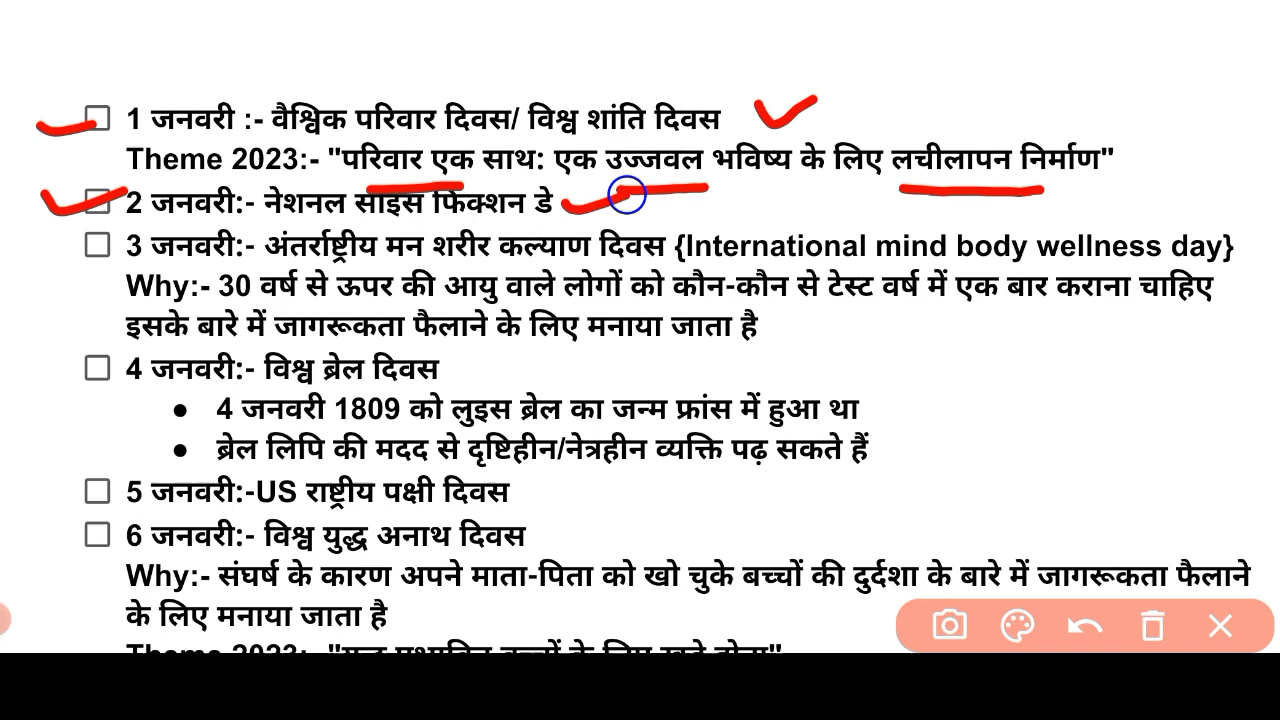 1 जनवरी :- वैश्विक परिवार दिवस/ विश्व शांति दिवस
Theme 2023:- "परिवार एक साथ: एक उज्जवल भविष्य के लिए लचीलापन निर्माण"
2 जनवरी:- नेशनल साइंस फिक्शन डे
3 जनवरी:- अंतर्राष्ट्रीय मन शरीर कल्याण दिवस {International mind body wellness day}
Why:- 30 वर्ष से ऊपर की आयु वाले लोगों को कौन-कौन से टेस्ट वर्ष में एक बार कराना चाहिए
इसके बारे में जागरूकता फैलाने के लिए मनाया जाता है
4 जनवरी:- विश्व ब्रेल दिवस
● 4 जनवरी 1809 को लुइस ब्रेल का जन्म फ्रांस में हुआ था
● ब्रेल लिपि की मदद से दृष्टिहीन/नेत्रहीन व्यक्ति पढ़ सकते हैं
5 जनवरी:-US राष्ट्रीय पक्षी दिवस
6 जनवरी:- विश्व युद्ध अनाथ दिवस
Why:- संघर्ष के कारण अपने माता-पिता को खो चुके बच्चों की दुर्दशा के बारे में जागरूकता फैलाने
के लिए मनाया जाता है
Theme 2023:-